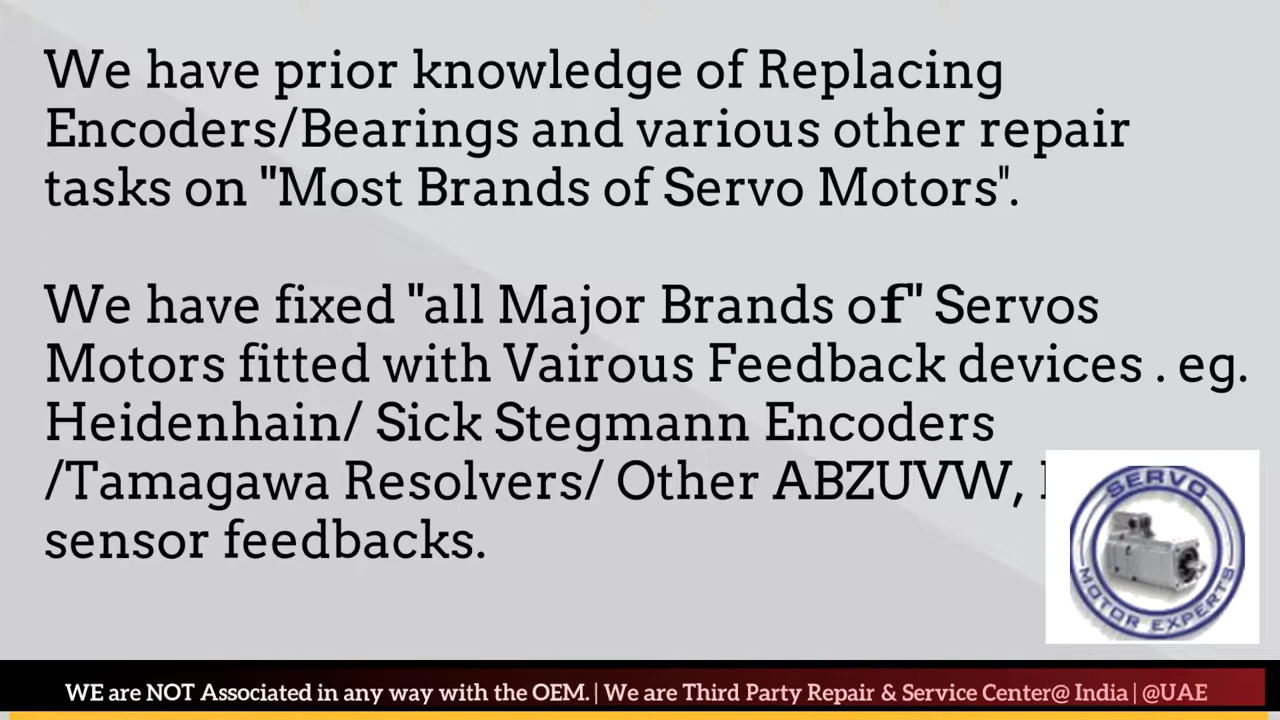 We have prior knowledge of Replacing
Encoders/Bearings and various other repair
tasks on "Most Brands of Servo Motors".
We have fixed "all Major Brands of" Servos
Motors fitted with Vairous Feedback devices . eg.
Heidenhain/ Sick Stegmann Encoders
/Tamagawa Resolvers/ Other ABZUVW,
sensor feedbacks.
SERVO
MOTOR EXPERTS
WE are NOT Associated in any way with the OEM. | We are Third Party Repair & Service Center@ India | @UAE